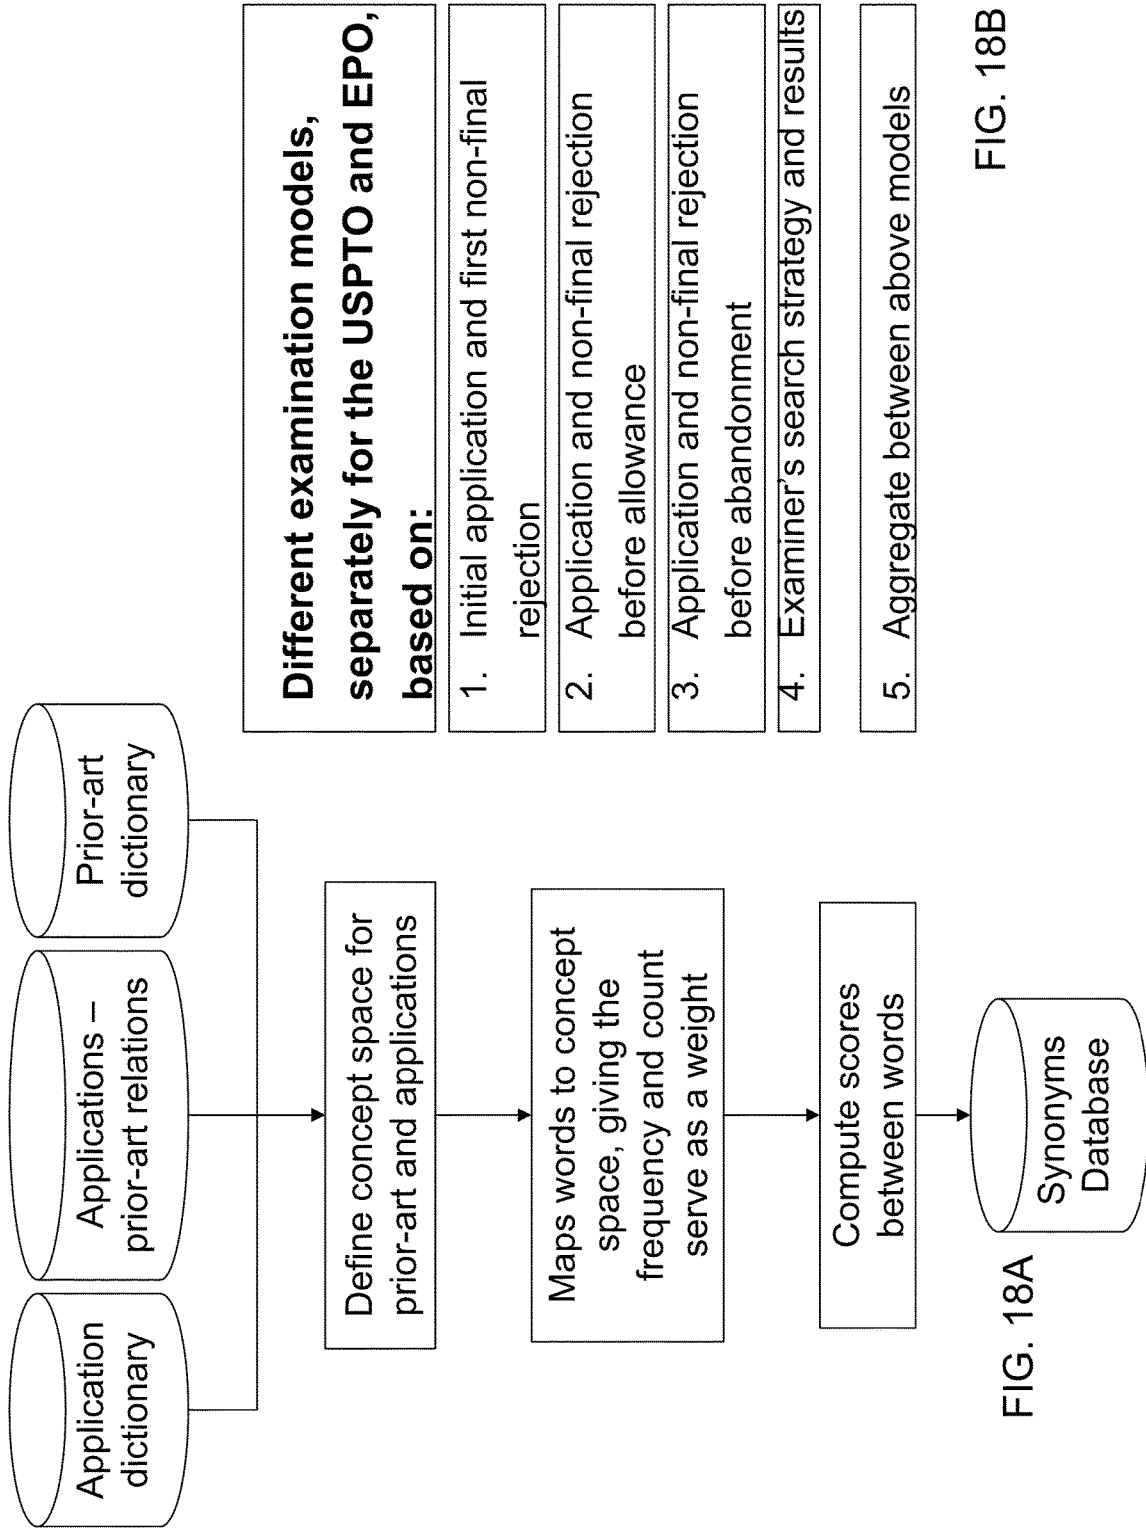 Application
dictionary
Applications –
prior-art relations
Prior-art
dictionary
Define concept space for
prior-art and applications
Maps words to concept
space, giving the
frequency and count
serve as a weight
Compute scores
between words
Synonyms
Database
FIG. 18A
Different examination models,
separately for the USPTO and EPO,
based on:
1. Initial application and first non-final
rejection
2. Application and non-final rejection
before allowance
3. Application and non-final rejection
before abandonment
4. Examiner's search strategy and results
5. Aggregate between above models
FIG. 18B